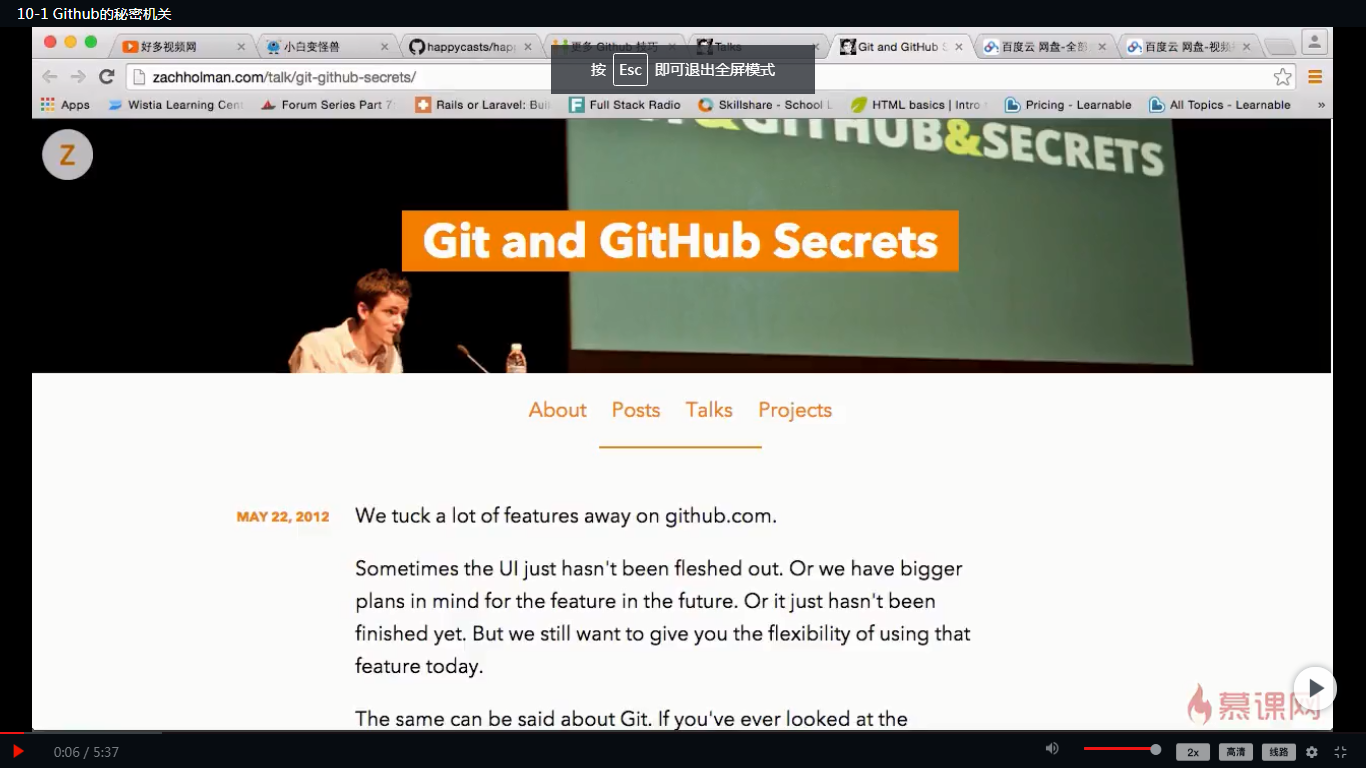 10-1 Github的秘密机关
好多视频网
小白变怪兽
happycasts/happ
更多 Github 技巧
Talks
Git and GitHub S
百度云 网盘-全部
百度云 网盘-视频
按 Esc 即可退出全屏模式
zachholman.com/talk/git-github-secrets/
Apps
Wistia Learning Cent
Forum Series Part 7
Rails or Laravel: Buil
Full Stack Radio
Skillshare - School
HTML basics | Intro
Pricing - Learnable
All Topics - Learnable
»
Z
&GITHUB&SECRETS
Git and GitHub Secrets
About Posts Talks Projects
MAY 22, 2012
We tuck a lot of features away on github.com.
Sometimes the UI just hasn't been fleshed out. Or we have bigger
plans in mind for the feature in the future. Or it just hasn't been
finished yet. But we still want to give you the flexibility of using that
feature today.
The same can be said about Git. If you've ever looked at the
慕课网
0:06 / 5:37
2x
高清
线路